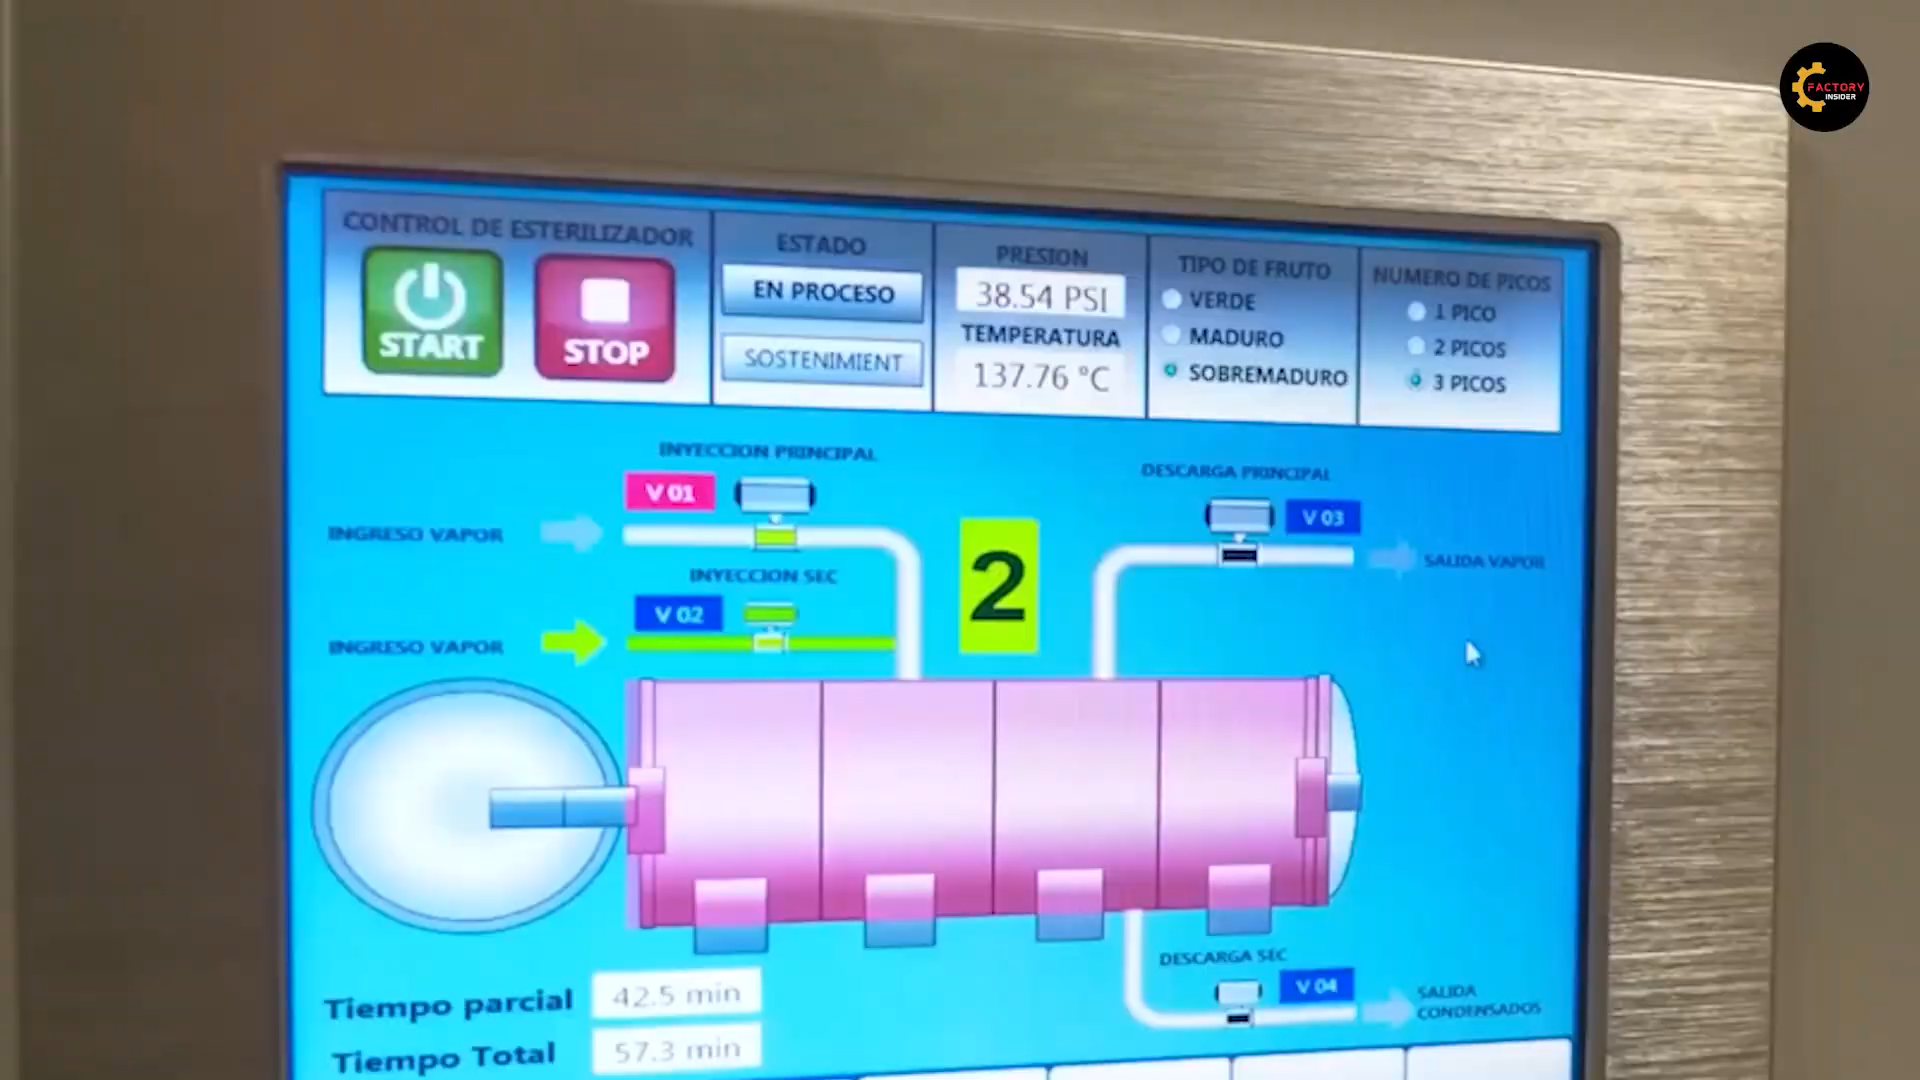 FACTORY
INSIDER
CONTROL DE ESTERILIZADOR
START
STOP
ESTADO
EN PROCESO
SOSTENIMIENT
PRESION
38.54 PSI
TEMPERATURA
137.76 °C
TIPO DE FRUTO
VERDE
MADURO
SOBREMADURO
NUMERO DE PICOS
1 PICO
2 PICOS
3 PICOS
INYECCION PRINCIPAL
V 01
INGRESO VAPOR
INYECCION SEC
V 02
INGRESO VAPOR
2
DESCARGA PRINCIPAL
V 03
SALIDA VAPOR
DESCARGA SEC
V 04
SALIDA
CONDENSADOS
Tiempo parcial 42.5 min
Tiempo Total 57.3 min